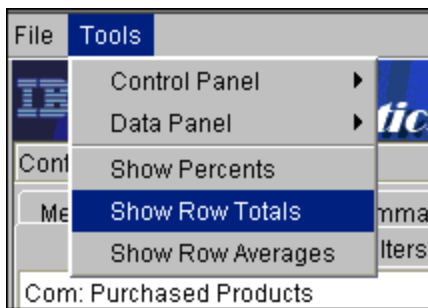 File Tools
Control Panel
Data Panel
Show Percents
Show Row Totals
Show Row Averages
Com: Purchased Products